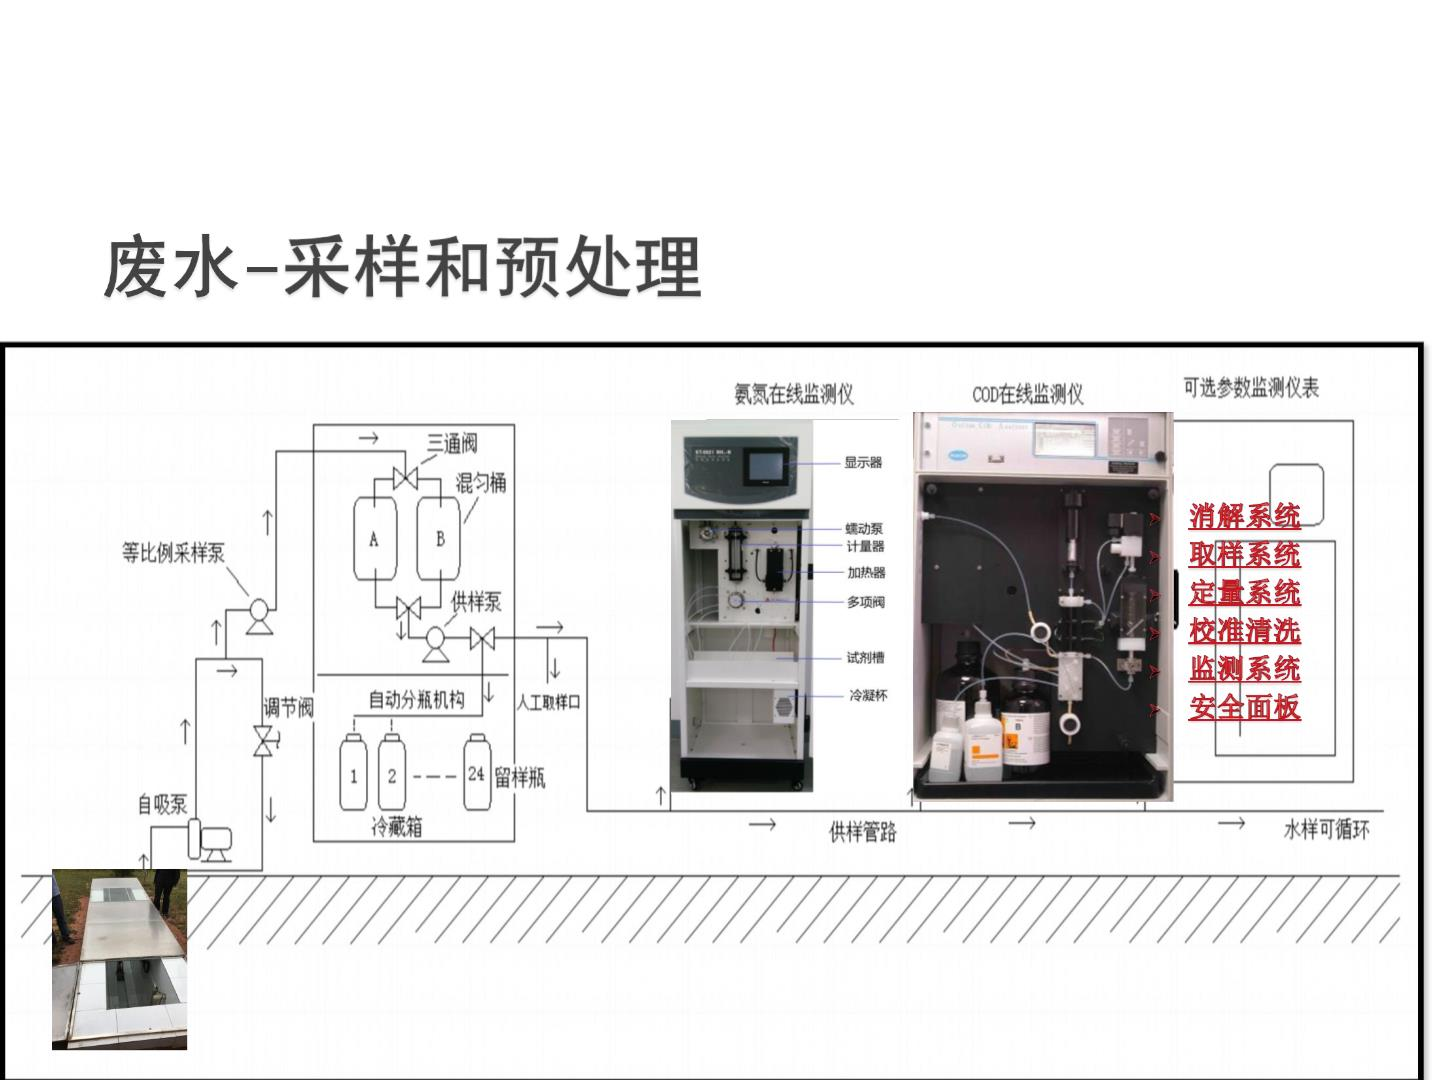 废水-采样和预处理
氨氮在线监测仪
COD在线监测仪
可选参数监测仪表
三通阀
混匀桶
A
B
等比例采样泵
供样泵
显示器
蠕动泵
计量器
加热器
多项阀
试剂槽
冷凝杯
消解系统
取样系统
定量系统
校准清洗
监测系统
安全面板
调节阀
自动分瓶机构
人工取样口
1
2
24
留样瓶
自吸泵
冷藏箱
供样管路
水样可循环
B